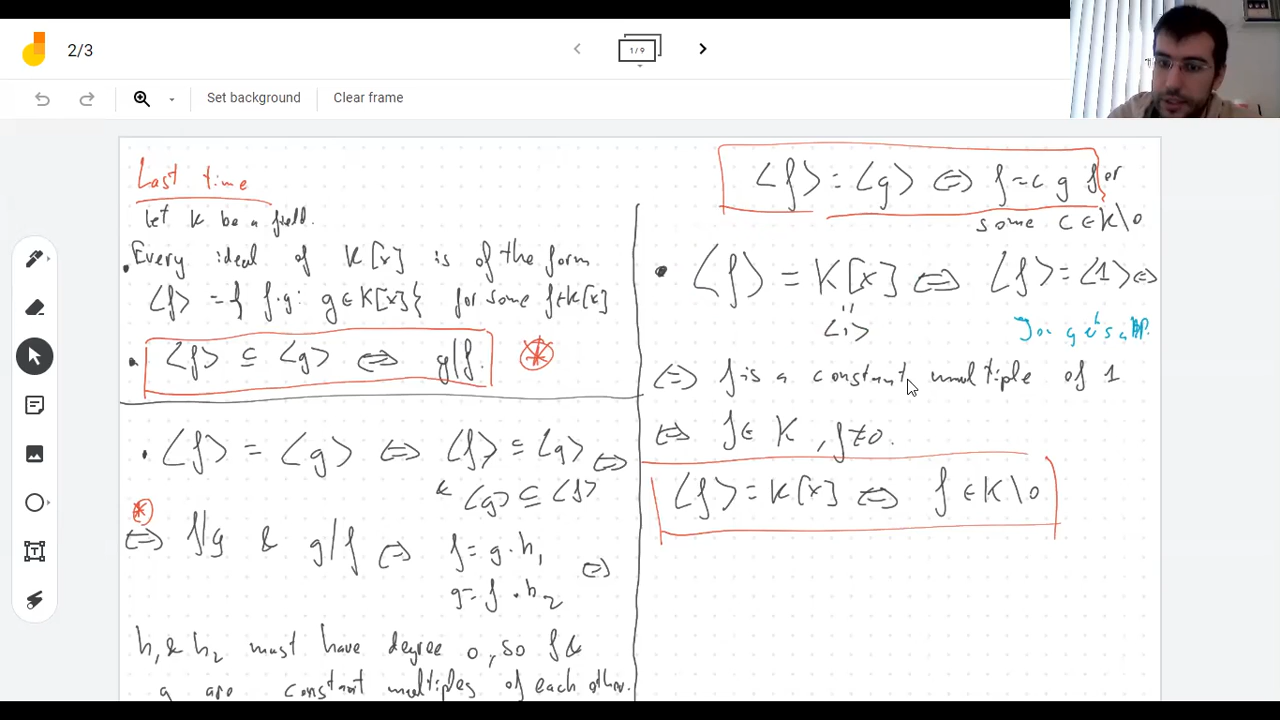 2/3
1/9
Set background
Clear frame
Last time
Let K be a field.
• Every ideal of K[x] is of the form
⟨f⟩ = { f·g : g∈K[x]} for some f∈K[x]
• ⟨f⟩ ⊆ ⟨g⟩ ⇔ g|f. *
• ⟨f⟩ = ⟨g⟩ ⇔ ⟨f⟩ ⊆ ⟨g⟩ ⇔
& ⟨g⟩ ⊆ ⟨f⟩
*
⇔ f|g & g|f ⇔ f = g·h₁ ⇔
g = f·h₂
h₁ & h₂ must have degree 0, so f &
g are constant multiples of each other.
⟨f⟩ = ⟨g⟩ ⇔ f = c g for
some c ∈ K\0
• ⟨f⟩ = K[x] ⇔ ⟨f⟩ = ⟨1⟩ ⇔
"
⟨1⟩
⇔ f is a constant multiple of 1
⇔ f ∈ K, f≠0.
⟨f⟩ = K[x] ⇔ f ∈ K\0